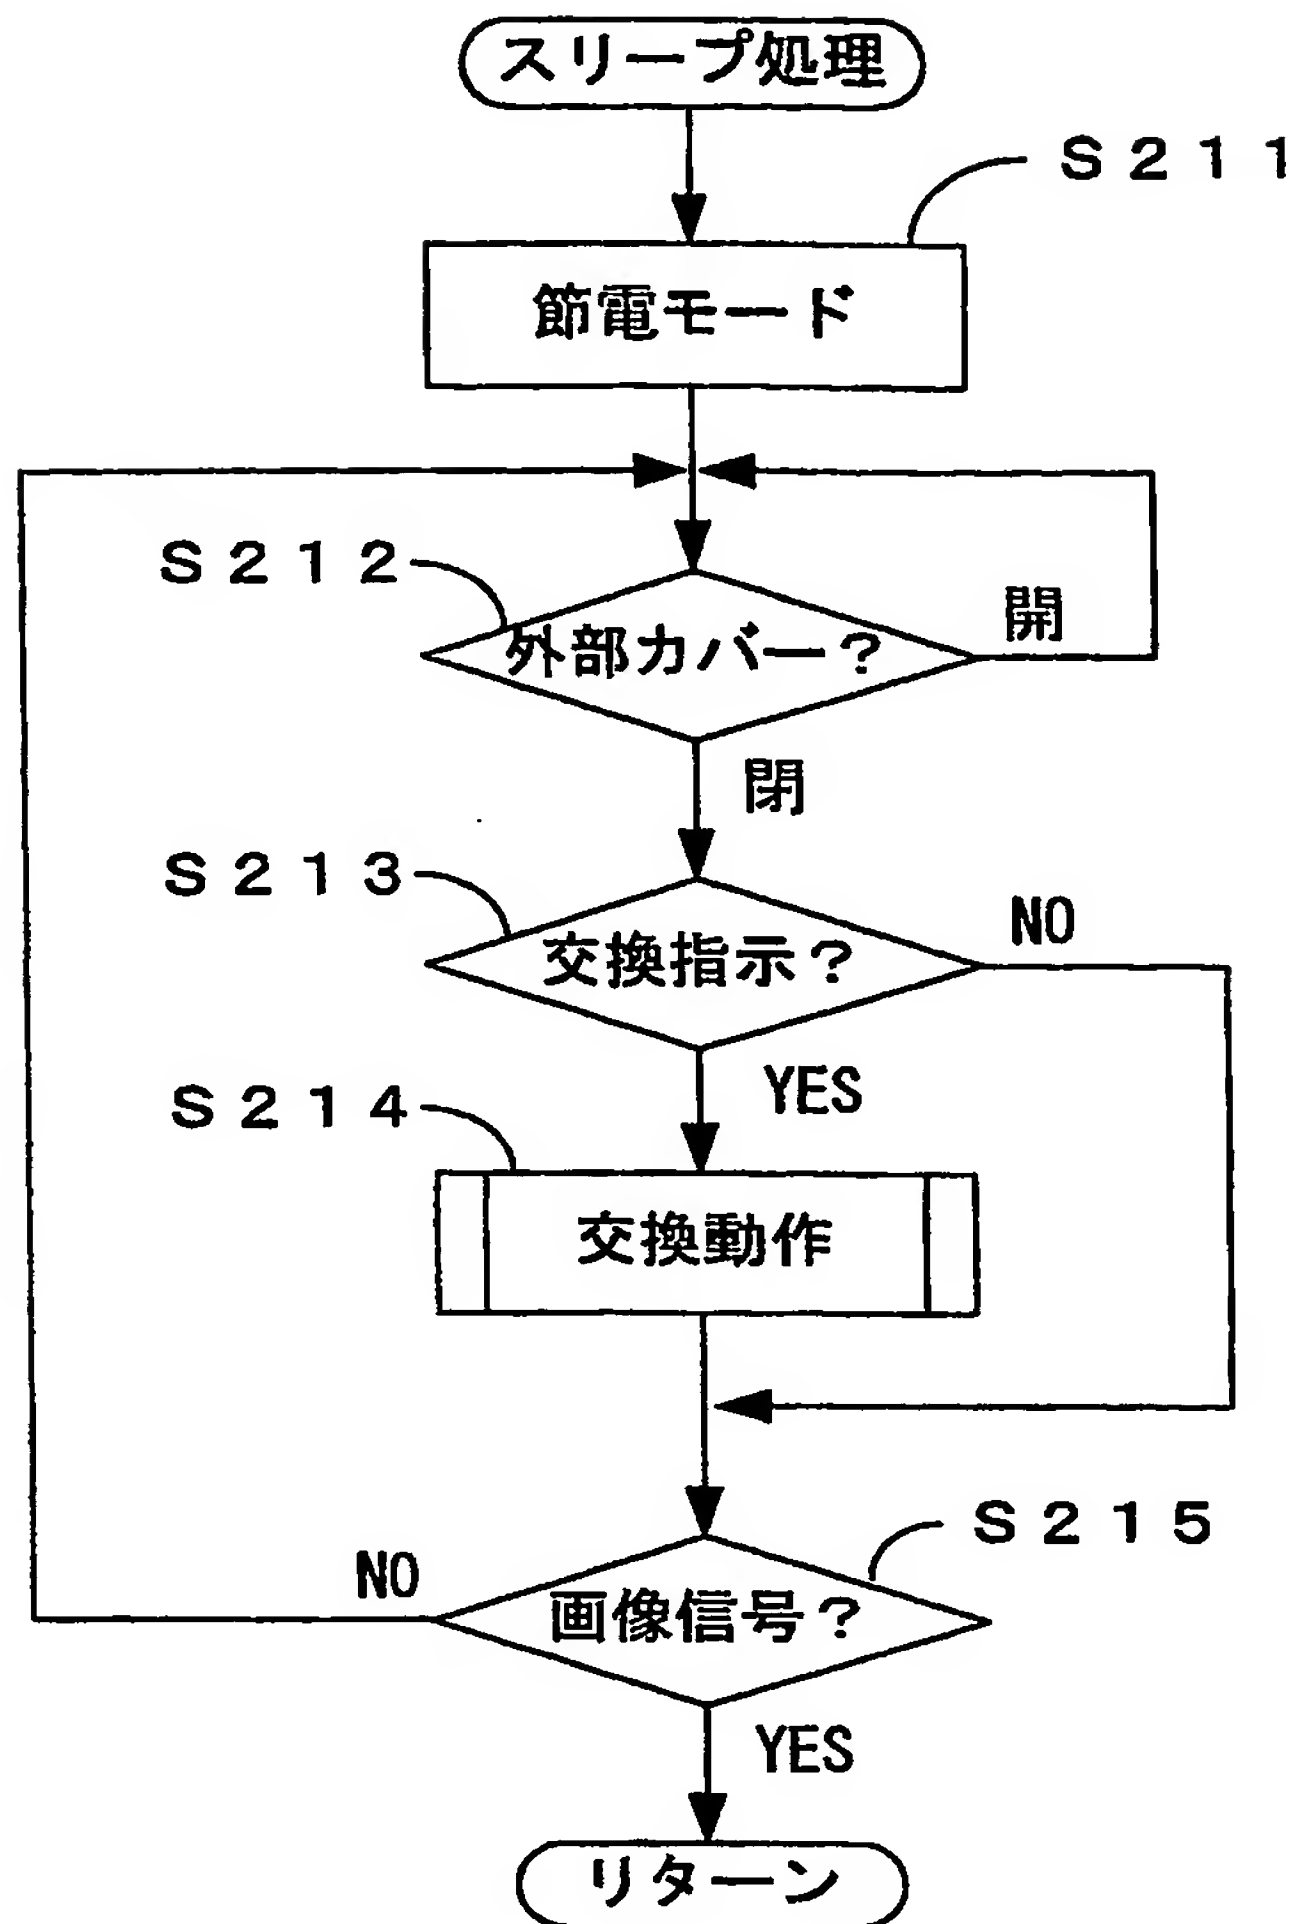 スリープ処理
S211
節電モード
S212
外部カバー?
開
閉
S213
交換指示?
NO
YES
S214
交換動作
S215
画像信号?
NO
YES
リターン